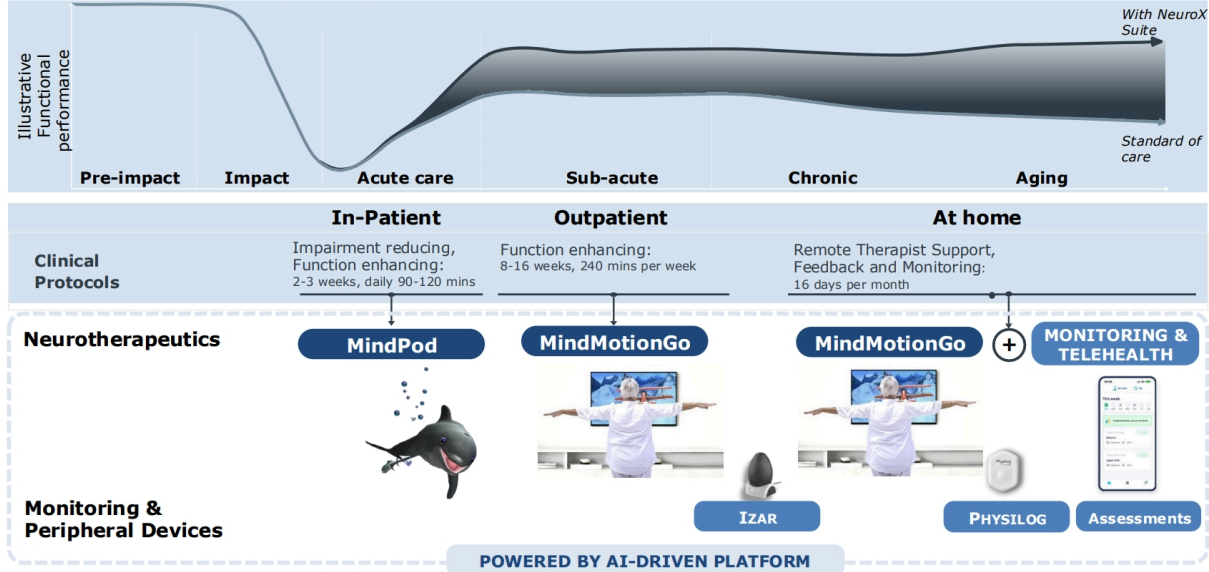 With NeuroX
Suite
Illustrative
Functional
performance
Standard of
care
Pre-impact
Impact
Acute care
Sub-acute
Chronic
Aging
In-Patient
Outpatient
At home
Clinical
Protocols
Impairment reducing,
Function enhancing:
2-3 weeks, daily 90-120 mins
Function enhancing:
8-16 weeks, 240 mins per week
Remote Therapist Support,
Feedback and Monitoring:
16 days per month
Neurotherapeutics
MindPod
MindMotionGo
MindMotionGo
+
MONITORING &
TELEHEALTH
This week
Monitoring &
Peripheral Devices
IZAR
PHYSILOG
Assessments
POWERED BY AI-DRIVEN PLATFORM